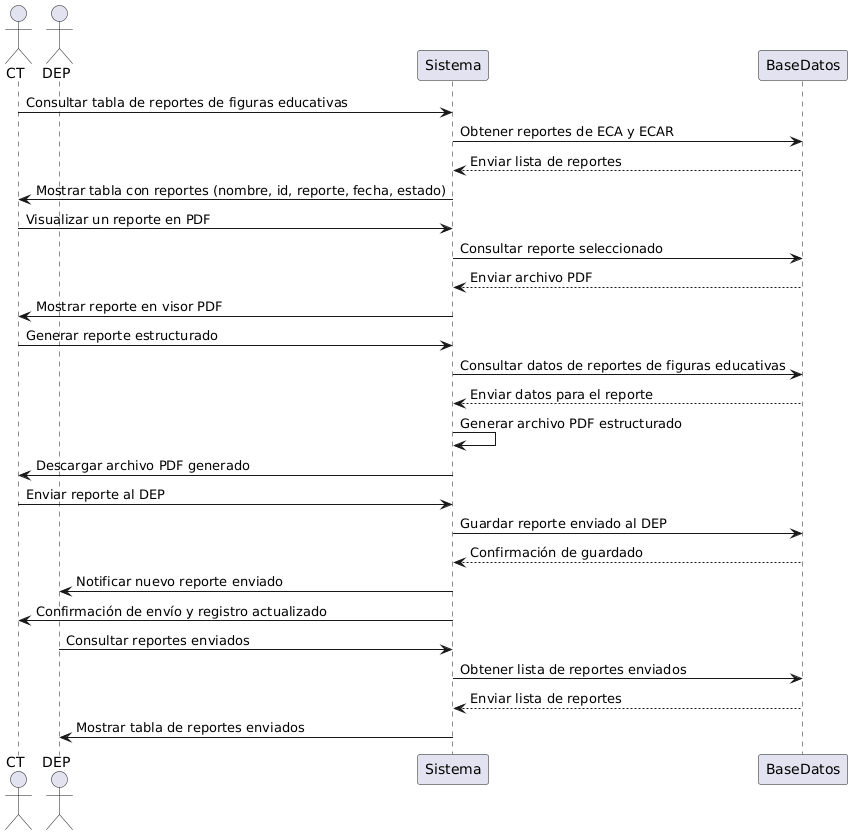 CT
DEP
Sistema
BaseDatos
Consultar tabla de reportes de figuras educativas
Obtener reportes de ECA y ECAR
Enviar lista de reportes
Mostrar tabla con reportes (nombre, id, reporte, fecha, estado)
Visualizar un reporte en PDF
Consultar reporte seleccionado
Enviar archivo PDF
Mostrar reporte en visor PDF
Generar reporte estructurado
Consultar datos de reportes de figuras educativas
Enviar datos para el reporte
Generar archivo PDF estructurado
Descargar archivo PDF generado
Enviar reporte al DEP
Guardar reporte enviado al DEP
Confirmación de guardado
Notificar nuevo reporte enviado
Confirmación de envío y registro actualizado
Consultar reportes enviados
Obtener lista de reportes enviados
Enviar lista de reportes
Mostrar tabla de reportes enviados
CT
DEP
Sistema
BaseDatos